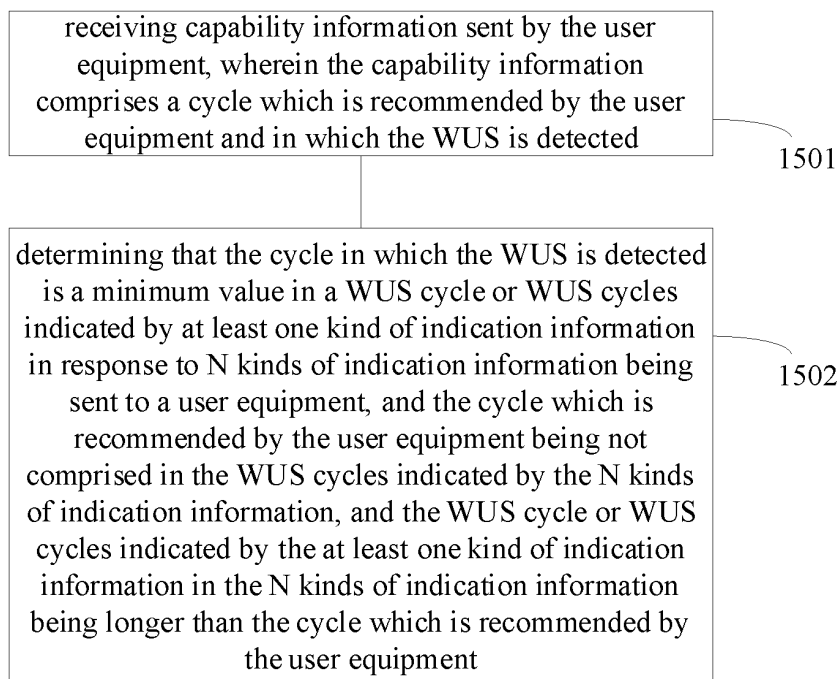 receiving capability information sent by the user
equipment, wherein the capability information
comprises a cycle which is recommended by the user
equipment and in which the WUS is detected
1501
determining that the cycle in which the WUS is detected
is a minimum value in a WUS cycle or WUS cycles
indicated by at least one kind of indication information
in response to N kinds of indication information being
sent to a user equipment, and the cycle which is
recommended by the user equipment being not
comprised in the WUS cycles indicated by the N kinds
of indication information, and the WUS cycle or WUS
cycles indicated by the at least one kind of indication
information in the N kinds of indication information
being longer than the cycle which is recommended by
the user equipment
1502